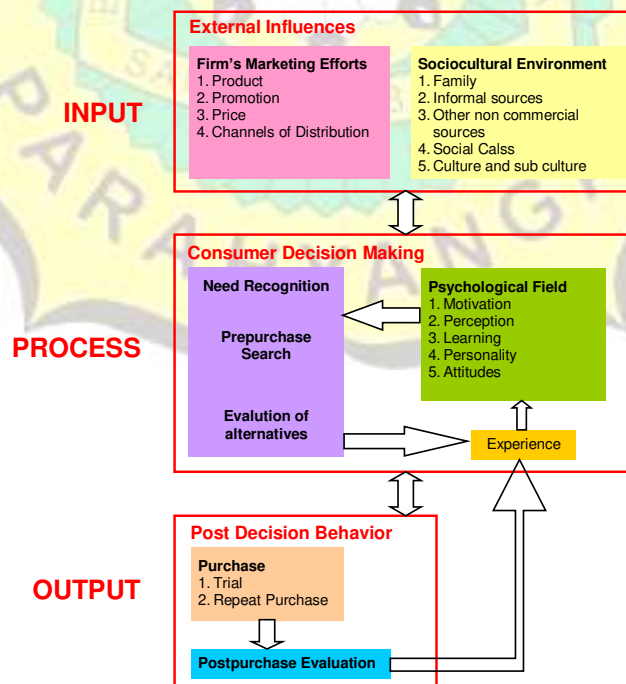 External Influences
INPUT
Firm's Marketing Efforts
1. Product
2. Promotion
3. Price
4. Channels of Distribution
Sociocultural Environment
1. Family
2. Informal sources
3. Other non commercial
sources
4. Social Calss
5. Culture and sub culture
PARAHYANG
PROCESS
Consumer Decision Making
Need Recognition
Prepurchase
Search
Evalution of
alternatives
Psychological Field
1. Motivation
2. Perception
3. Learning
4. Personality
5. Attitudes
Experience
OUTPUT
Post Decision Behavior
Purchase
1. Trial
2. Repeat Purchase
Postpurchase Evaluation